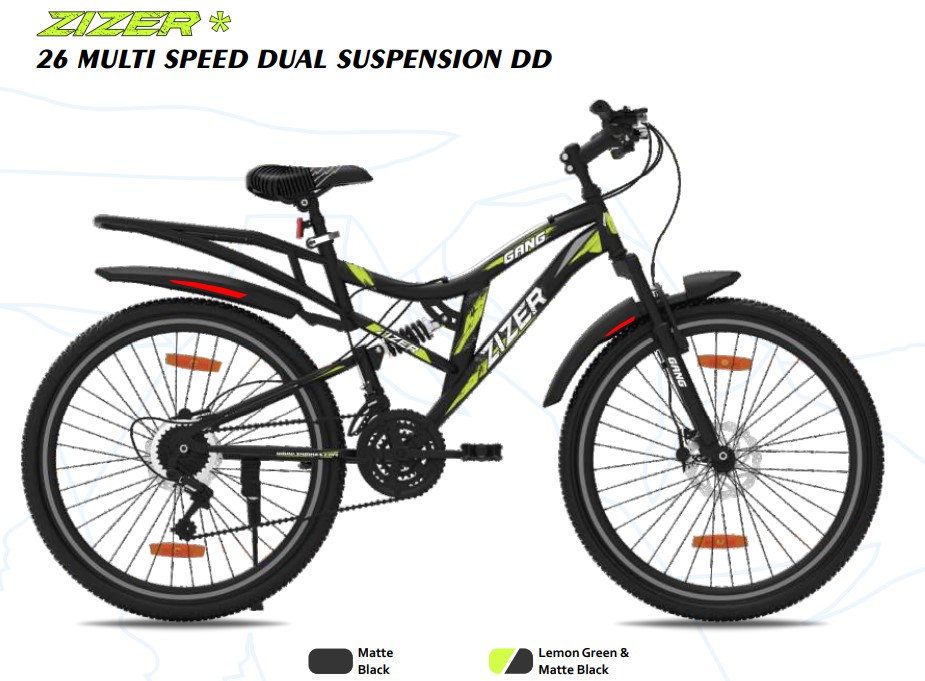 ZIZER*
26 MULTI SPEED DUAL SUSPENSION DD
GANG
ZIZER
ZIZER
GANG
Matte
Black
Lemon Green &
Matte Black